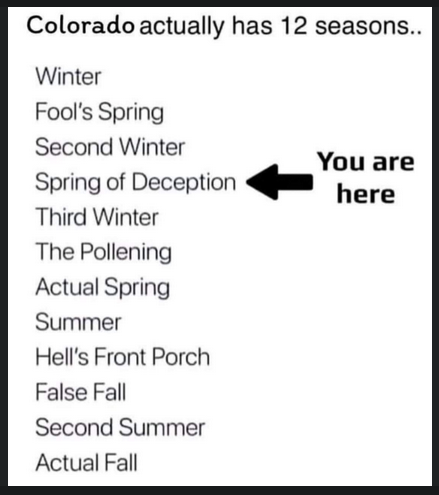 Colorado actually has 12 seasons..
Winter
Fool's Spring
Second Winter
Spring of Deception
You are
here
Third Winter
The Pollening
Actual Spring
Summer
Hell's Front Porch
False Fall
Second Summer
Actual Fall